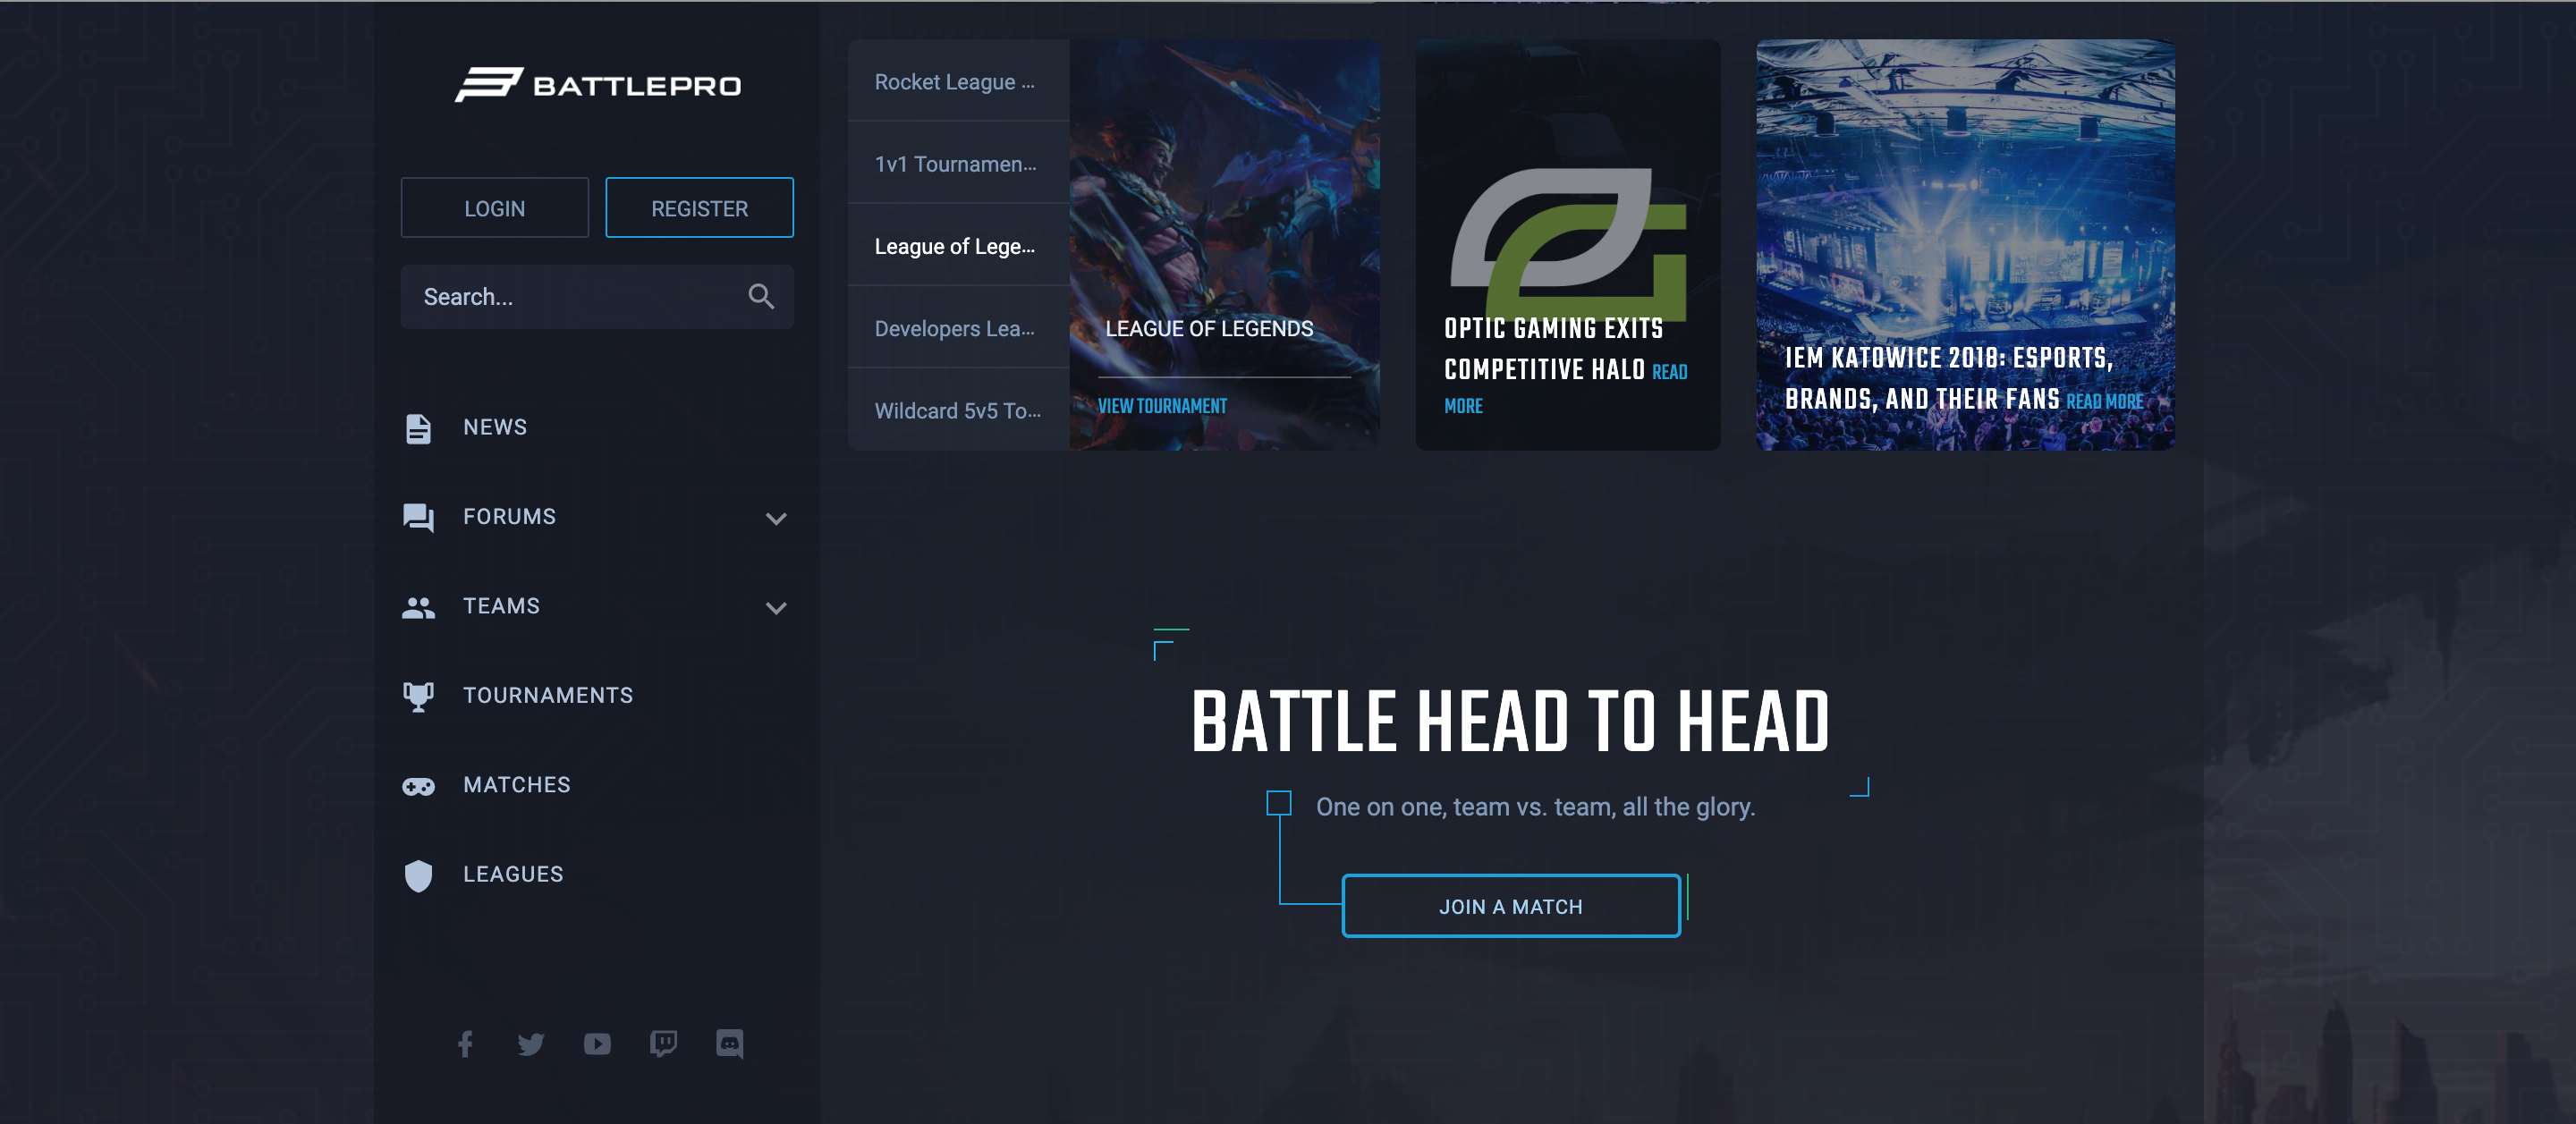 BATTLEPRO
LOGIN
REGISTER
Search...
NEWS
FORUMS
TEAMS
TOURNAMENTS
MATCHES
LEAGUES
Rocket League ...
1v1 Tournamen...
League of Lege...
Developers Lea...
Wildcard 5v5 To...
LEAGUE OF LEGENDS
VIEW TOURNAMENT
OPTIC GAMING EXITS
COMPETITIVE HALO READ
MORE
IEM KATOWICE 2018: ESPORTS,
BRANDS, AND THEIR FANS READ MORE
BATTLE HEAD TO HEAD
One on one, team vs. team, all the glory.
JOIN A MATCH